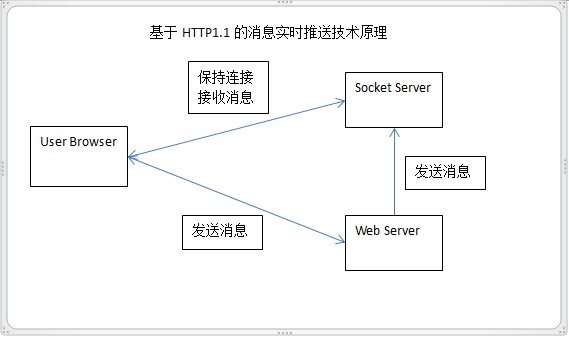 基于 HTTP1.1 的消息实时推送技术原理
保持连接
接收消息
Socket Server
User Browser
发送消息
发送消息
Web Server